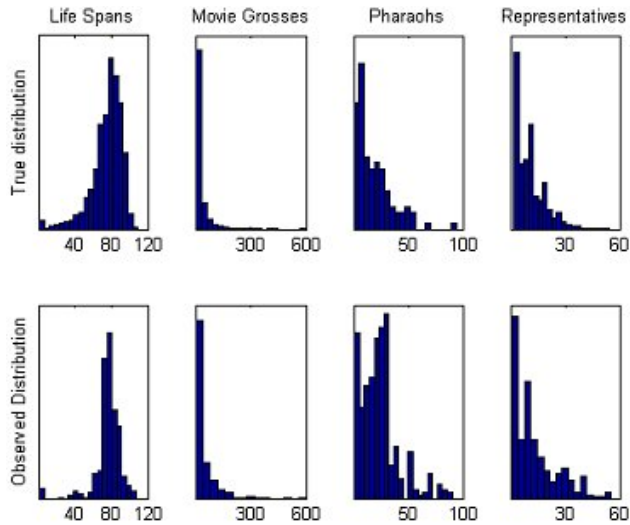 Life Spans Movie Grosses Pharaohs Representatives
True distribution
40 80 120 300 600 50 100 30 60
Observed Distribution
40 80 120 300 600 50 100 30 60